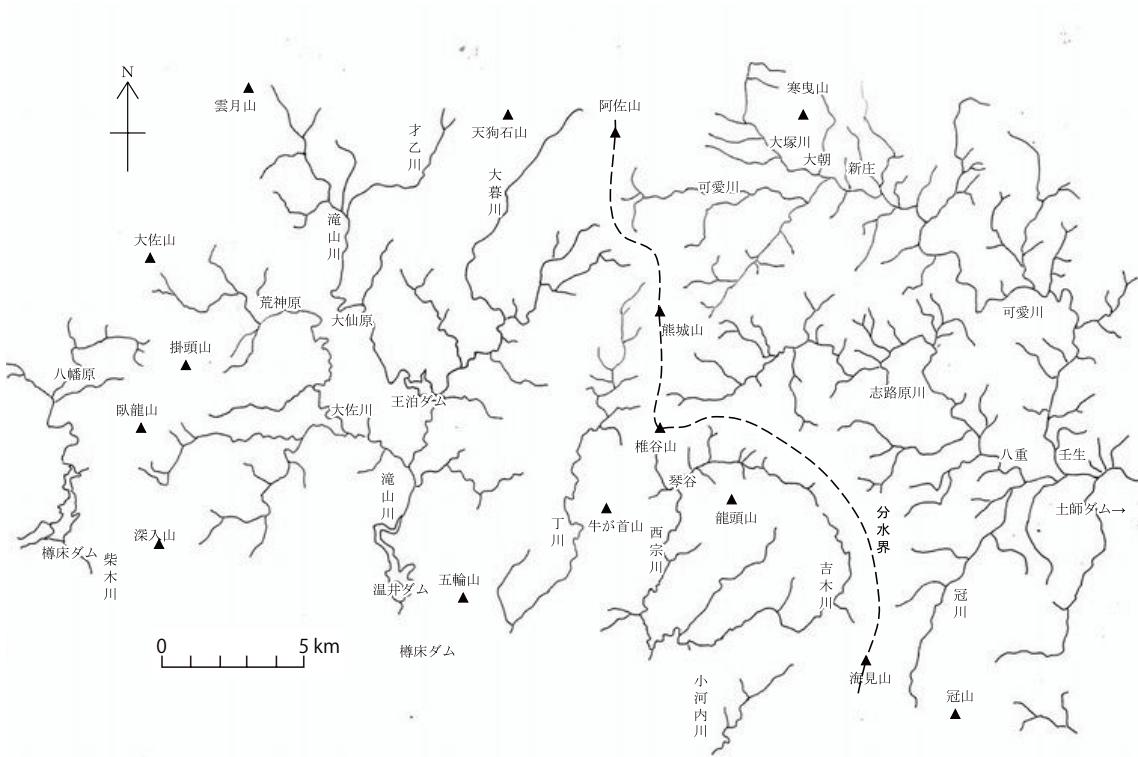 N
雲月山
才乙川
天狗石山
阿佐山
寒曳山
大塚川
大朝
新庄
可愛川
大暮川
滝山川
大佐山
荒神原
大仙原
熊城山
可愛川
掛頭山
八幡原
臥龍山
王泊ダム
大佐川
志路原川
椎谷山
琴谷
八重
壬生
滝山川
龍頭山
牛が首山
分水界
土師ダム→
丁川
西宗川
深入山
樽床ダム
柴木川
温井ダム
五輪山
吉木川
冠川
0
5 km
樽床ダム
海見山
小河内川
冠山